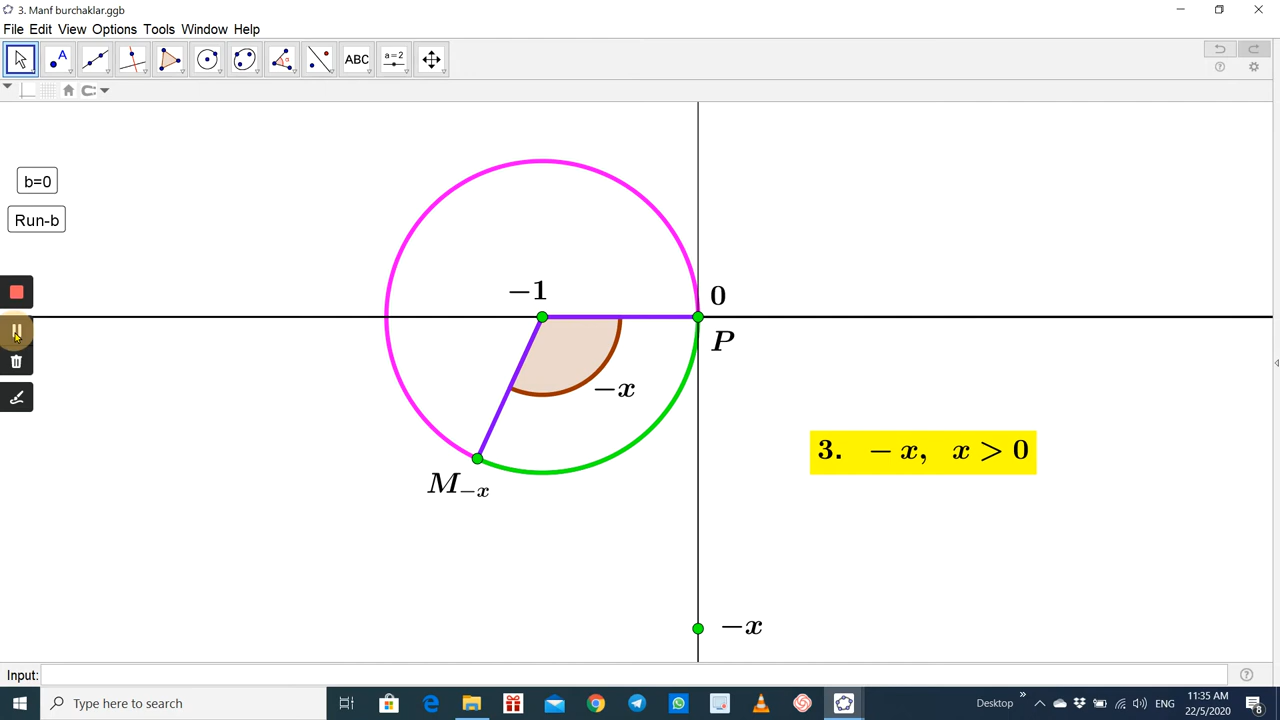 3. Manf burchaklar.ggb
File Edit View Options Tools Window Help
ABC
a=2
b=0
Run-b
−1
0
P
−x
M₋ₓ
3. −x, x > 0
−x
Input:
Type here to search
Desktop
ENG
11:35 AM
22/5/2020
8